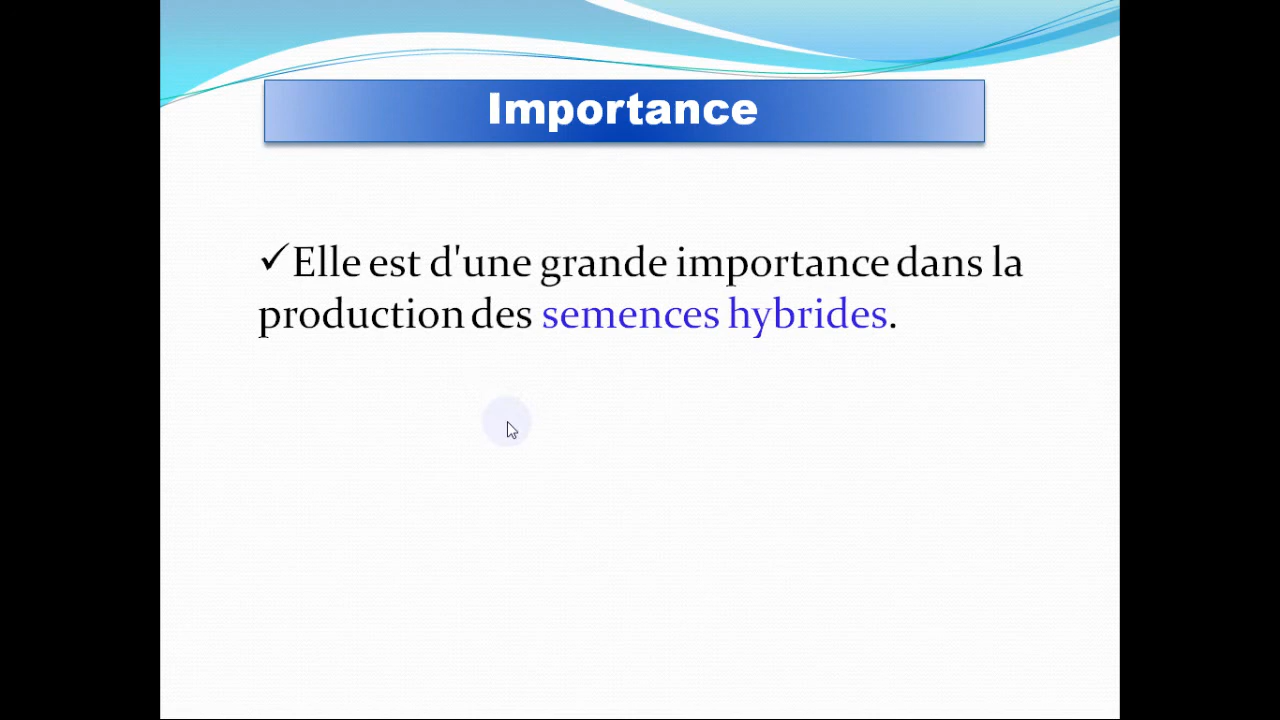 Importance
✓Elle est d'une grande importance dans la
production des semences hybrides.